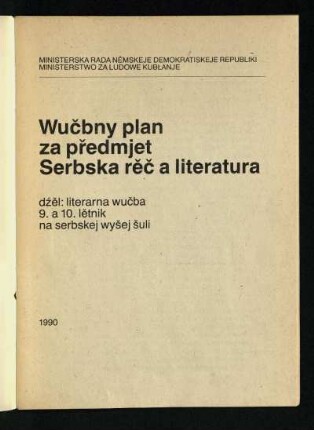 MINISTERSKA RADA NĚMSKEJE DEMOKRATISKEJE REPUBLIKI
MINISTERSTWO ZA LUDOWE KUBŁANJE
Wučbny plan
za předmjet
Serbska rěč a literatura
dźěl: literarna wučba
9. a 10. lětnik
na serbskej wyšej šuli
1990